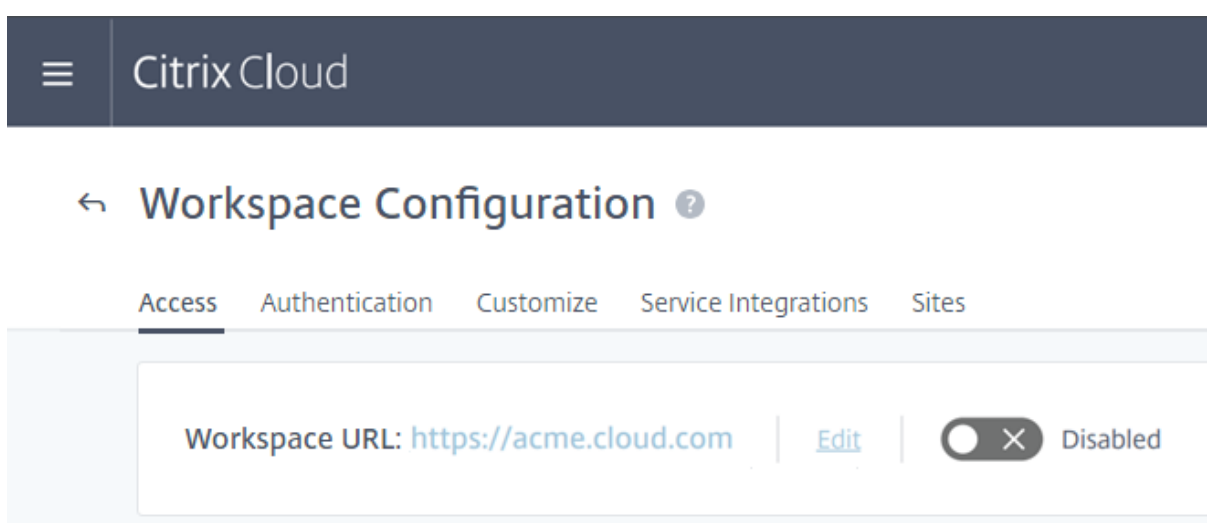 Citrix Cloud
Workspace Configuration ?
Access Authentication Customize Service Integrations Sites
Workspace URL: https://acme.cloud.com Edit Disabled